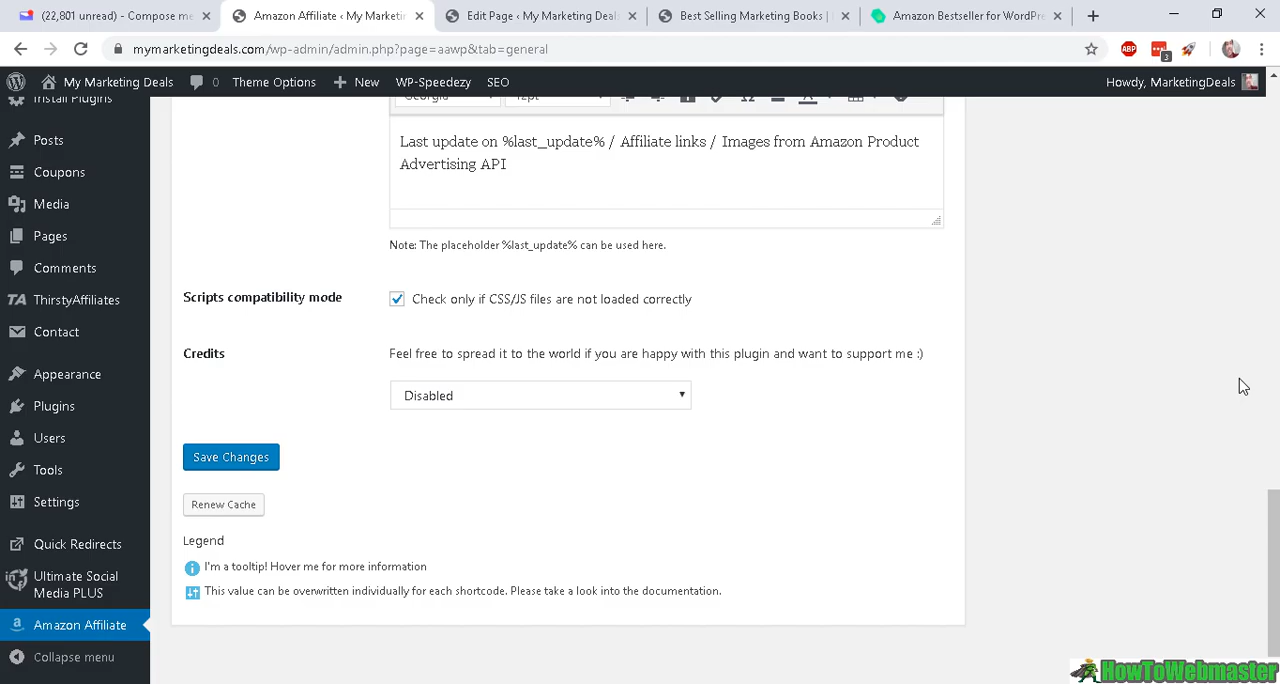 (22,801 unread) - Compose me
Amazon Affiliate ‹ My Marketin
Edit Page ‹ My Marketing Deals
Best Selling Marketing Books |
Amazon Bestseller for WordPre
mymarketingdeals.com/wp-admin/admin.php?page=aawp&tab=general
ABP
3
My Marketing Deals
0
Theme Options
New
WP-Speeder
SEO
Howdy, MarketingDeals
Install Plugins
Posts
Coupons
Media
Pages
Comments
TA ThirstyAffiliates
Contact
Appearance
Plugins
Users
Tools
Settings
Quick Redirects
Ultimate Social
Media PLUS
Amazon Affiliate
Collapse menu
Georgia
12pt
Last update on %last_update% / Affiliate links / Images from Amazon Product
Advertising API
Note: The placeholder %last_update% can be used here.
Scripts compatibility mode
Check only if CSS/JS files are not loaded correctly
Credits
Feel free to spread it to the world if you are happy with this plugin and want to support me :)
Disabled
Save Changes
Renew Cache
Legend
I'm a tooltip! Hover me for more information
This value can be overwritten individually for each shortcode. Please take a look into the documentation.
HowToWebmaster